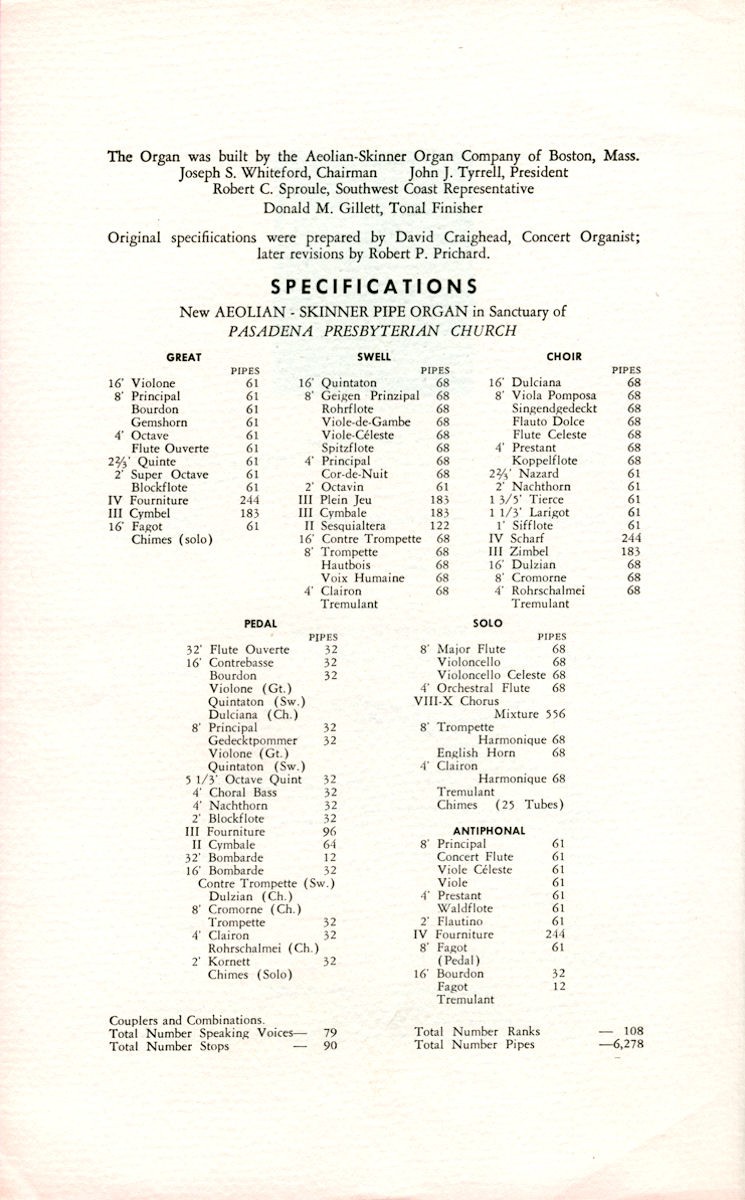 The Organ was built by the Aeolian-Skinner Organ Company of Boston, Mass.
Joseph S. Whiteford, Chairman John J. Tyrrell, President
Robert C. Sproule, Southwest Coast Representative
Donald M. Gillett, Tonal Finisher
Original specifiications were prepared by David Craighead, Concert Organist;
later revisions by Robert P. Prichard.
SPECIFICATIONS
New AEOLIAN - SKINNER PIPE ORGAN in Sanctuary of
PASADENA PRESBYTERIAN CHURCH
GREAT
PIPES
16' Violone 61
8' Principal 61
Bourdon 61
Gemshorn 61
4' Octave 61
Flute Ouverte 61
2⅔' Quinte 61
2' Super Octave 61
Blockflote 61
IV Fourniture 244
III Cymbel 183
16' Fagot 61
Chimes (solo)
SWELL
PIPES
16' Quintaton 68
8' Geigen Prinzipal 68
Rohrflote 68
Viole-de-Gambe 68
Viole-Céleste 68
Spitzflote 68
4' Principal 68
Cor-de-Nuit 68
2' Octavin 61
III Plein Jeu 183
III Cymbale 183
II Sesquialtera 122
16' Contre Trompette 68
8' Trompette 68
Hautbois 68
Voix Humaine 68
4' Clairon 68
Tremulant
CHOIR
PIPES
16' Dulciana 68
8' Viola Pomposa 68
Singendgedeckt 68
Flauto Dolce 68
Flute Celeste 68
4' Prestant 68
Koppelflote 68
2⅔' Nazard 61
2' Nachthorn 61
1 3/5' Tierce 61
1 1/3' Larigot 61
1' Sifflote 61
IV Scharf 244
III Zimbel 183
16' Dulzian 68
8' Cromorne 68
4' Rohrschalmei 68
Tremulant
PEDAL
PIPES
32' Flute Ouverte 32
16' Contrebasse 32
Bourdon 32
Violone (Gt.)
Quintaton (Sw.)
Dulciana (Ch.)
8' Principal 32
Gedecktpommer 32
Violone (Gt.)
Quintaton (Sw.)
5 1/3' Octave Quint 32
4' Choral Bass 32
4' Nachthorn 32
2' Blockflote 32
III Fourniture 96
II Cymbale 64
32' Bombarde 12
16' Bombarde 32
Contre Trompette (Sw.)
Dulzian (Ch.)
8' Cromorne (Ch.)
Trompette 32
4' Clairon 32
Rohrschalmei (Ch.)
2' Kornett 32
Chimes (Solo)
SOLO
PIPES
8' Major Flute 68
Violoncello 68
Violoncello Celeste 68
4' Orchestral Flute 68
VIII-X Chorus
Mixture 556
8' Trompette
Harmonique 68
English Horn 68
4' Clairon
Harmonique 68
Tremulant
Chimes (25 Tubes)
ANTIPHONAL
8' Principal 61
Concert Flute 61
Viole Céleste 61
Viole 61
4' Prestant 61
Waldflote 61
2' Flautino 61
IV Fourniture 244
8' Fagot 61
(Pedal)
16' Bourdon 32
Fagot 12
Tremulant
Couplers and Combinations.
Total Number Speaking Voices— 79
Total Number Stops — 90
Total Number Ranks — 108
Total Number Pipes —6,278